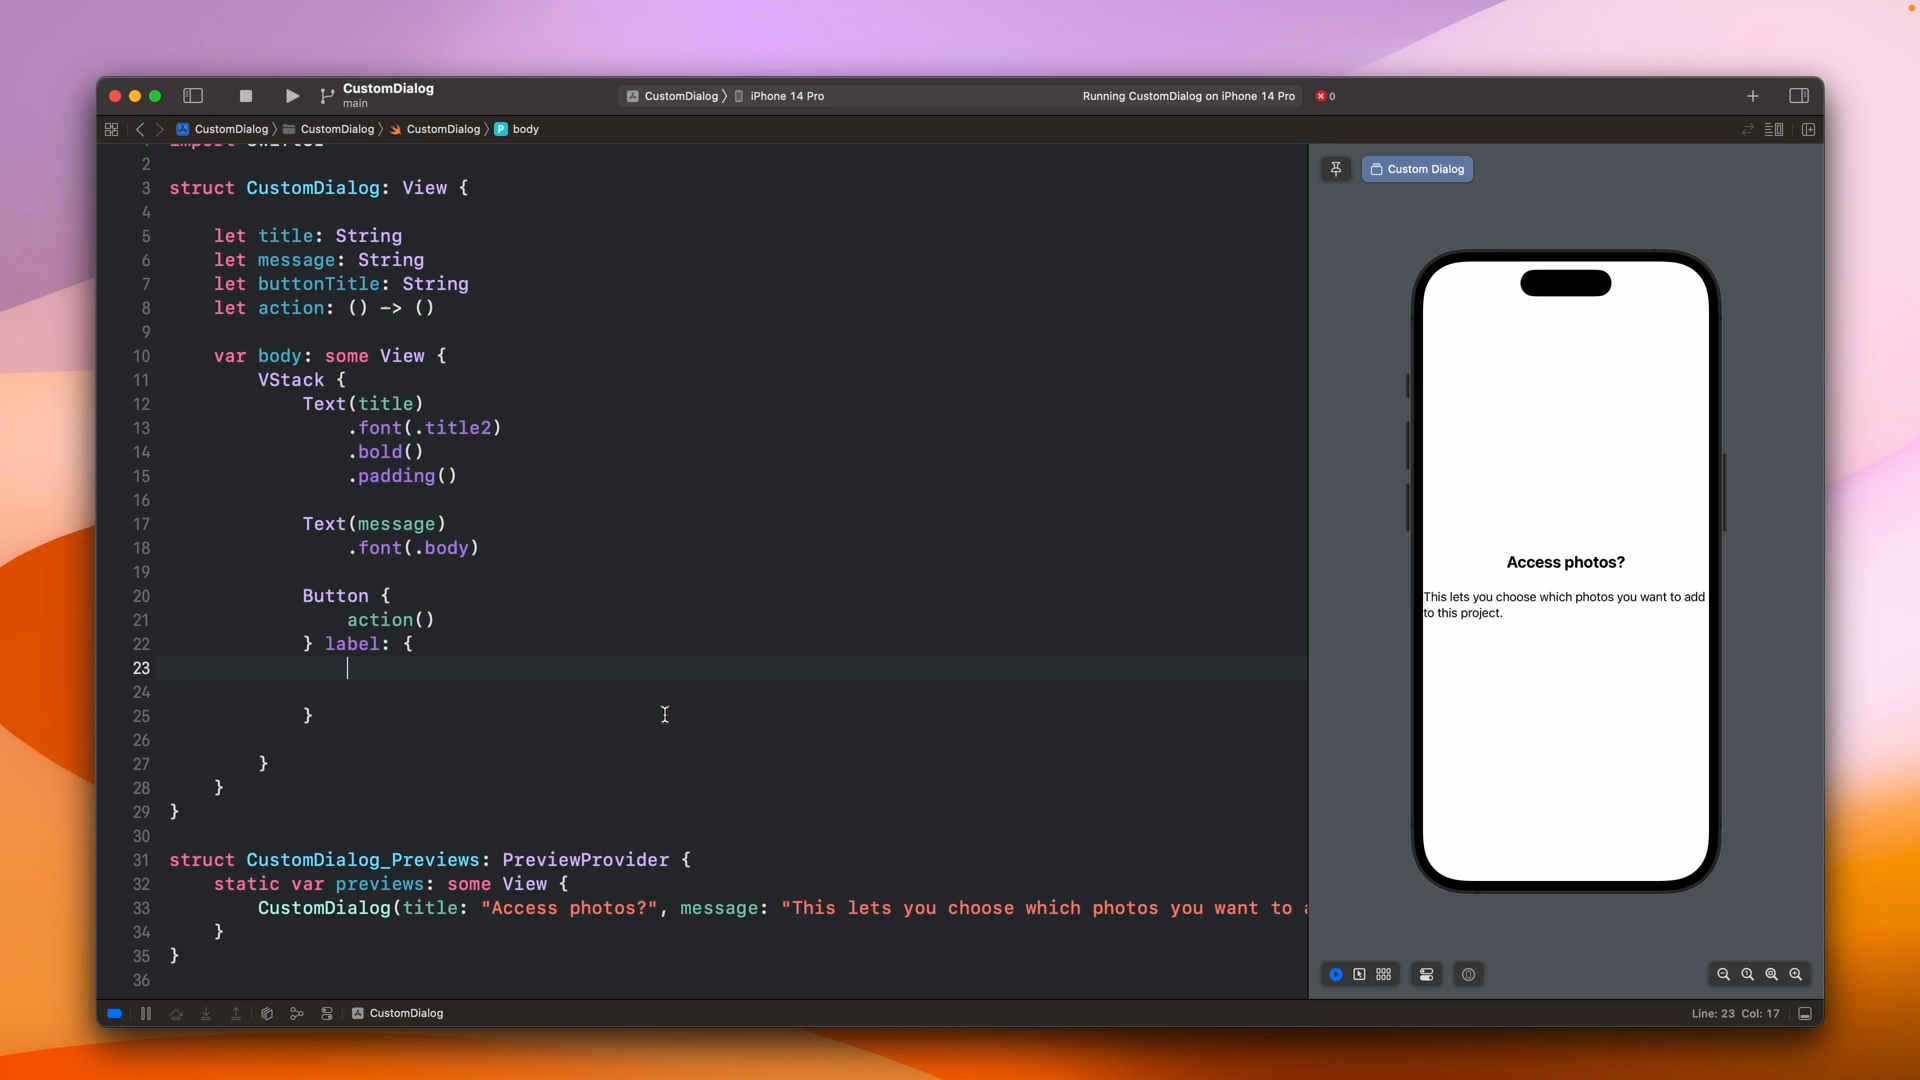 CustomDialog
main
CustomDialog 〉 iPhone 14 Pro
Running CustomDialog on iPhone 14 Pro
0
CustomDialog 〉 CustomDialog 〉 CustomDialog 〉 P body
2
3 struct CustomDialog: View {
4
5 let title: String
6 let message: String
7 let buttonTitle: String
8 let action: () -> ()
9
10 var body: some View {
11 VStack {
12 Text(title)
13 .font(.title2)
14 .bold()
15 .padding()
16
17 Text(message)
18 .font(.body)
19
20 Button {
21 action()
22 } label: {
23
24
25 }
26
27 }
28 }
29 }
30
31 struct CustomDialog_Previews: PreviewProvider {
32 static var previews: some View {
33 CustomDialog(title: "Access photos?", message: "This lets you choose which photos you want to
34 }
35 }
36
Custom Dialog
Access photos?
This lets you choose which photos you want to add
to this project.
CustomDialog
Line: 23 Col: 17